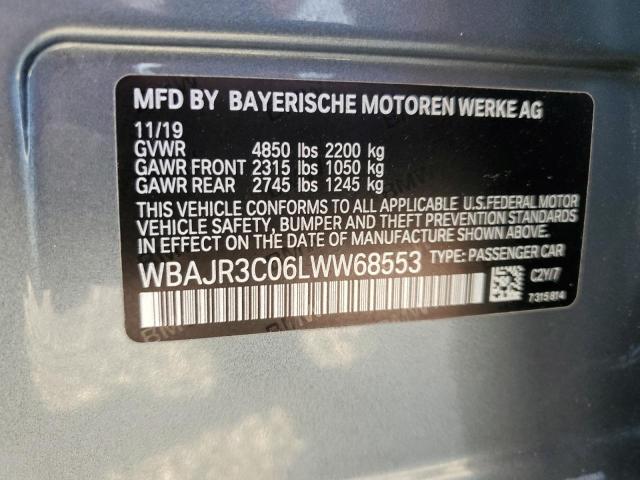 MFD BY BAYERISCHE MOTOREN WERKE AG
11/19
GVWR 4850 lbs 2200 kg
GAWR FRONT 2315 lbs 1050 kg
GAWR REAR 2745 lbs 1245 kg
THIS VEHICLE CONFORMS TO ALL APPLICABLE U.S.FEDERAL MOTOR
VEHICLE SAFETY, BUMPER AND THEFT PREVENTION STANDARDS
IN EFFECT ON THE DATE OF MANUFACTURE SHOWN ABOVE.
WBAJR3C06LWW68553 TYPE: PASSENGER CAR
C2Y/7
7315814